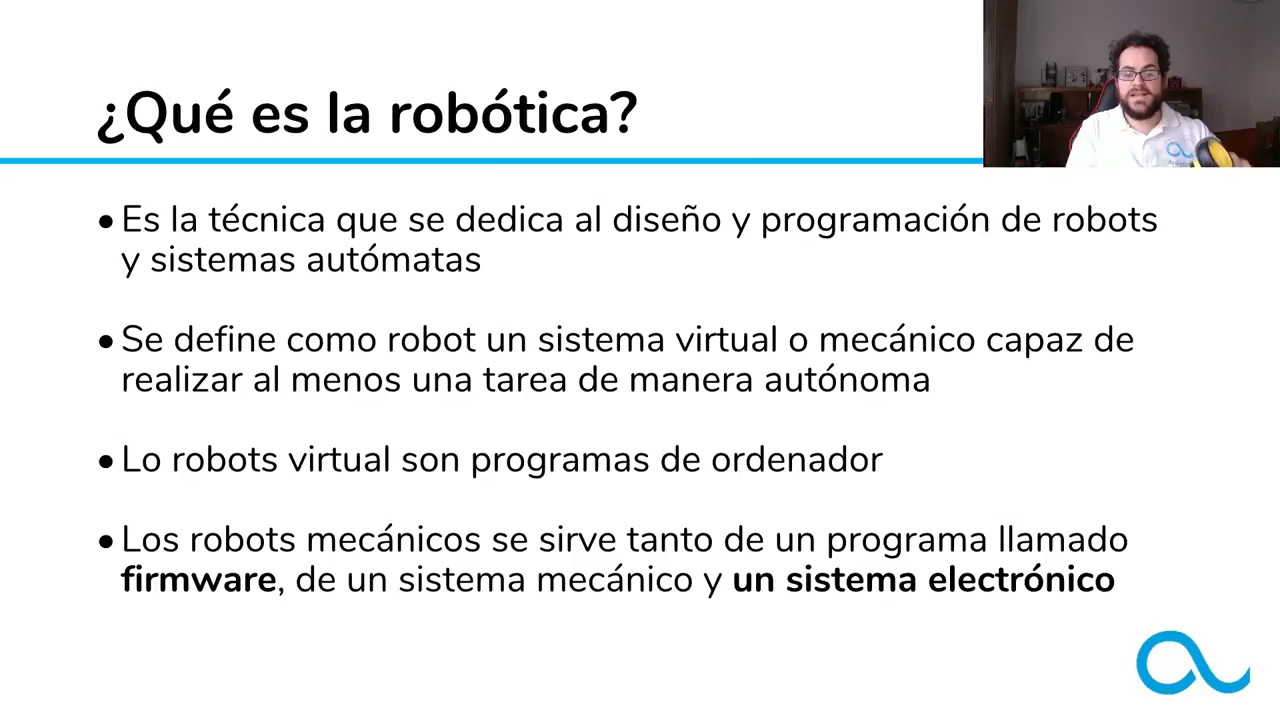 ¿Qué es la robótica?
• Es la técnica que se dedica al diseño y programación de robots
y sistemas autómatas
• Se define como robot un sistema virtual o mecánico capaz de
realizar al menos una tarea de manera autónoma
• Lo robots virtual son programas de ordenador
• Los robots mecánicos se sirve tanto de un programa llamado
firmware, de un sistema mecánico y un sistema electrónico